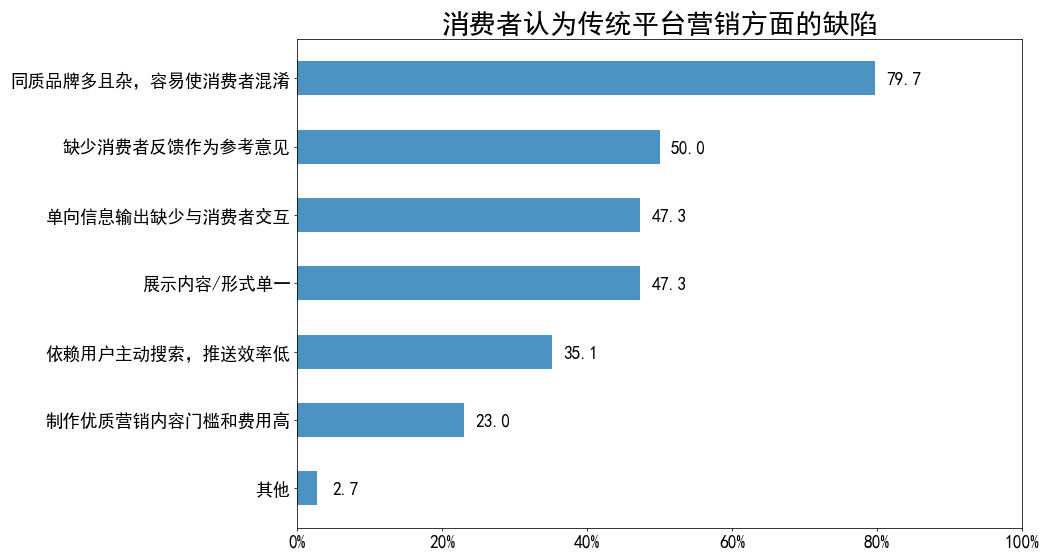 消费者认为传统平台营销方面的缺陷
同质品牌多且杂，容易使消费者混淆 79.7
缺少消费者反馈作为参考意见 50.0
单向信息输出缺少与消费者交互 47.3
展示内容/形式单一 47.3
依赖用户主动搜索，推送效率低 35.1
制作优质营销内容门槛和费用高 23.0
其他 2.7
0% 20% 40% 60% 80% 100%